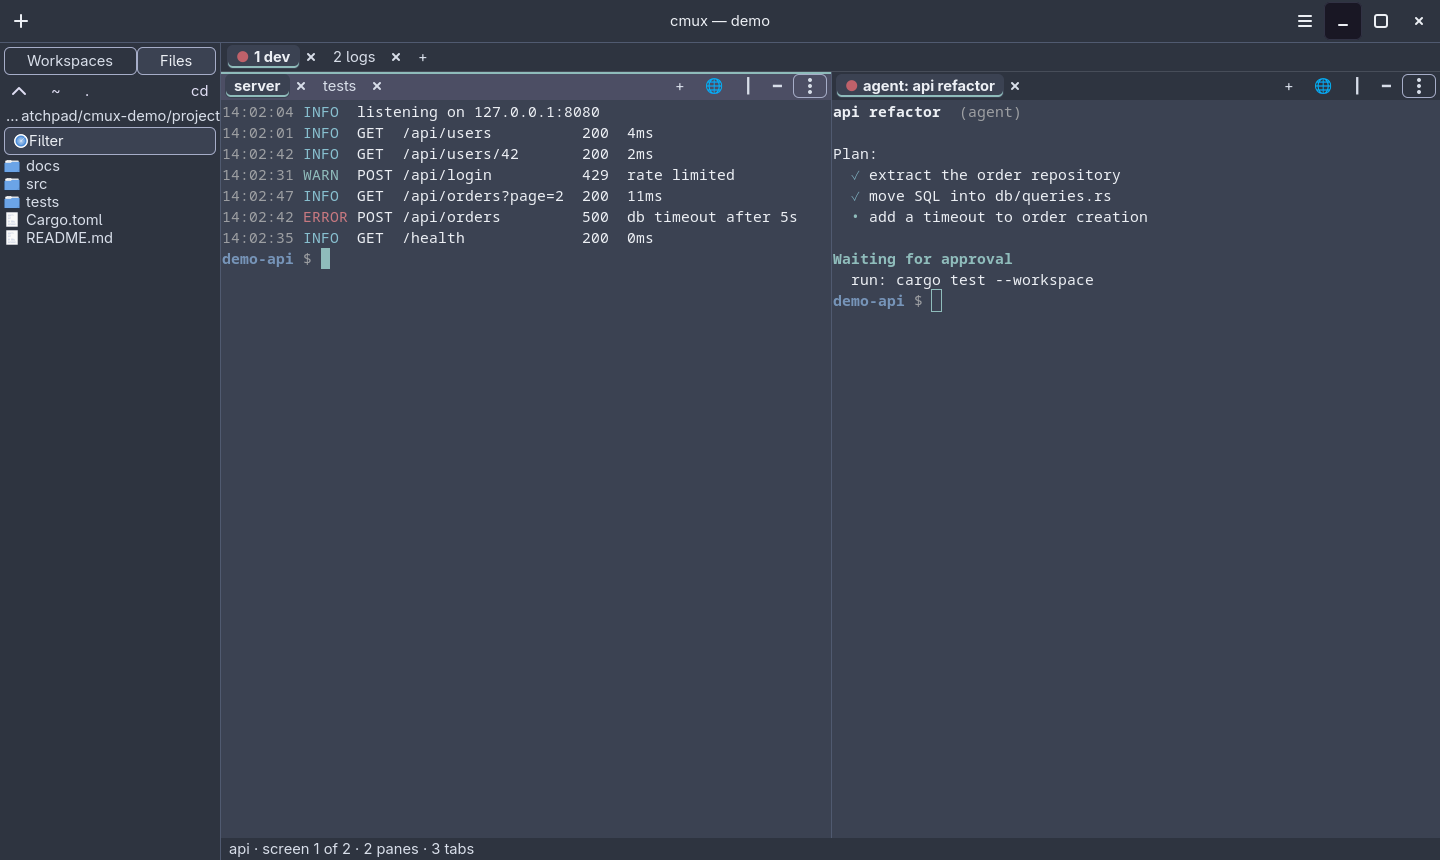 cmux — demo
Workspaces Files
~ . cd
... atchpad/cmux-demo/project
Filter
docs
src
tests
Cargo.toml
README.md
1 dev × 2 logs × +
server × tests × +
14:02:04 INFO listening on 127.0.0.1:8080
14:02:01 INFO GET /api/users 200 4ms
14:02:42 INFO GET /api/users/42 200 2ms
14:02:31 WARN POST /api/login 429 rate limited
14:02:47 INFO GET /api/orders?page=2 200 11ms
14:02:42 ERROR POST /api/orders 500 db timeout after 5s
14:02:35 INFO GET /health 200 0ms
demo-api $
agent: api refactor × +
api refactor (agent)
Plan:
✓ extract the order repository
✓ move SQL into db/queries.rs
• add a timeout to order creation
Waiting for approval
run: cargo test --workspace
demo-api $
api · screen 1 of 2 · 2 panes · 3 tabs